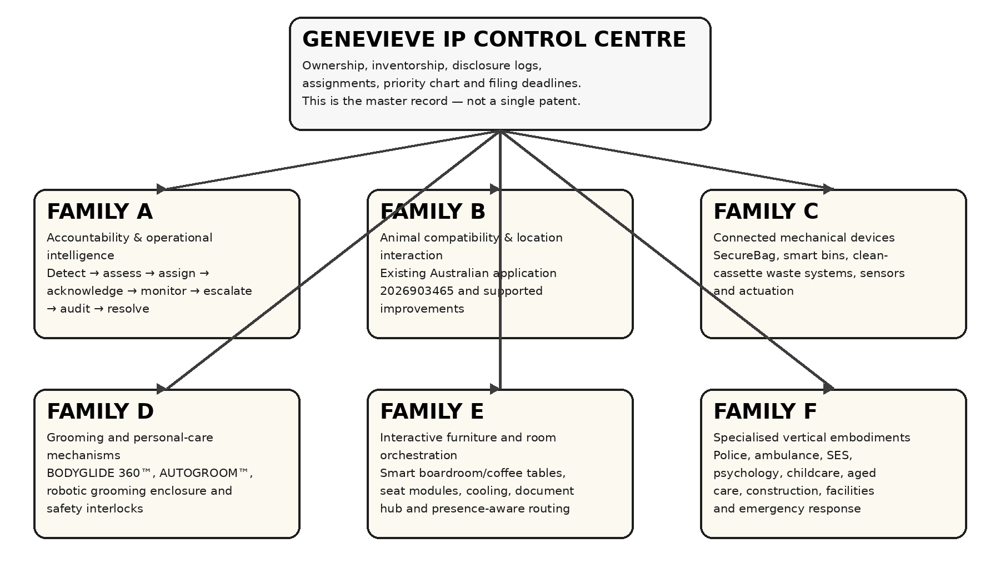 GENEVIEVE IP CONTROL CENTRE
Ownership, inventorship, disclosure logs,
assignments, priority chart and filing deadlines.
This is the master record — not a single patent.
FAMILY A
Accountability & operational
intelligence
Detect → assess → assign →
acknowledge → monitor → escalate
→ audit → resolve
FAMILY B
Animal compatibility & location
interaction
Existing Australian application
2026903465 and supported
improvements
FAMILY C
Connected mechanical devices
SecureBag, smart bins, clean-
cassette waste systems, sensors
and actuation
FAMILY D
Grooming and personal-care
mechanisms
BODYGLIDE 360™, AUTOGROOM™,
robotic grooming enclosure and
safety interlocks
FAMILY E
Interactive furniture and room
orchestration
Smart boardroom/coffee tables,
seat modules, cooling, document
hub and presence-aware routing
FAMILY F
Specialised vertical embodiments
Police, ambulance, SES,
psychology, childcare, aged
care, construction, facilities
and emergency response